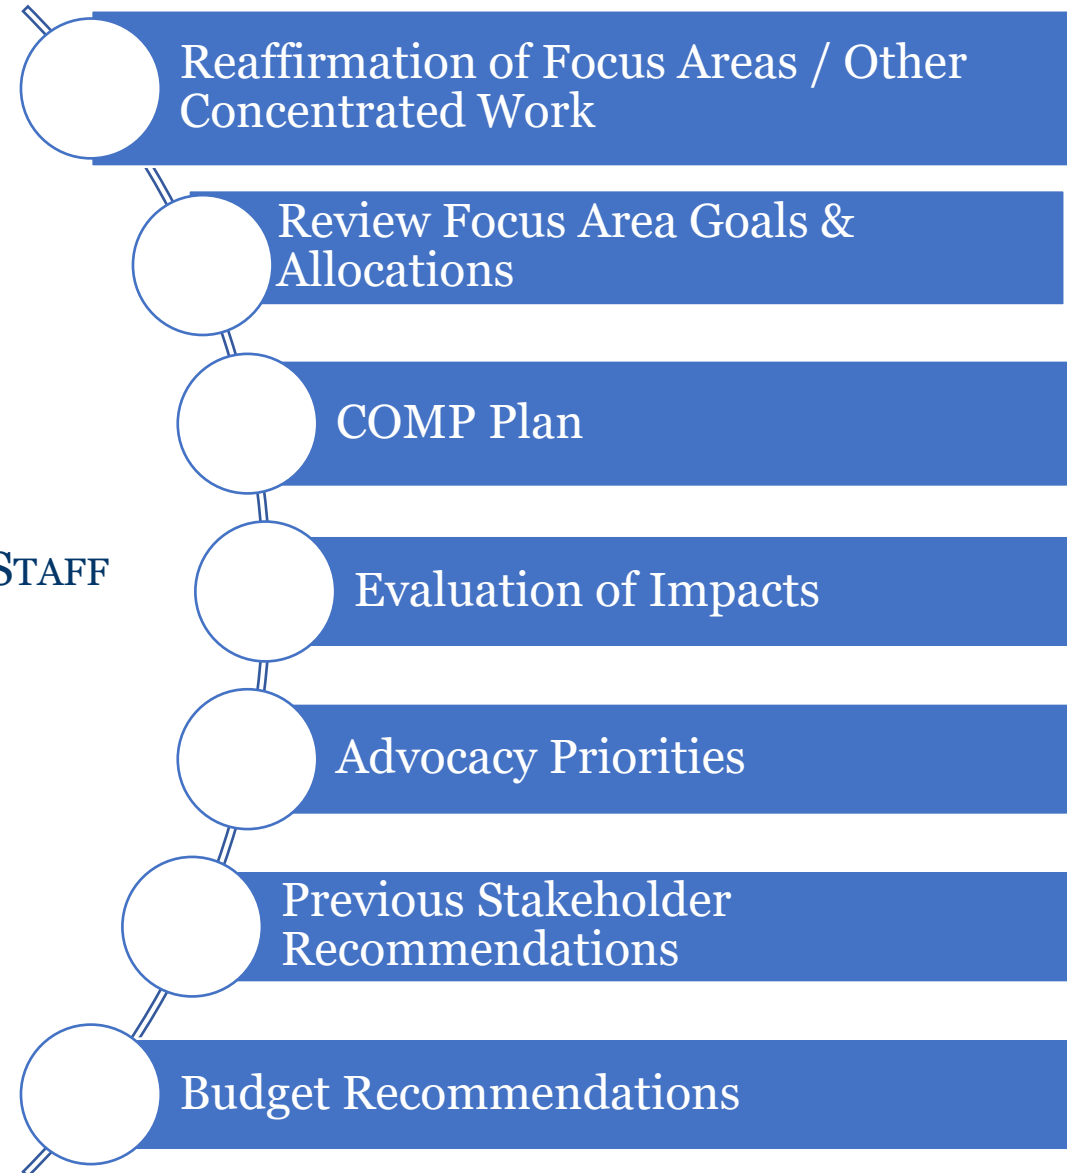 Reaffirmation of Focus Areas / Other
Concentrated Work
Review Focus Area Goals &
Allocations
COMP Plan
STAFF
Evaluation of Impacts
Advocacy Priorities
Previous Stakeholder
Recommendations
Budget Recommendations